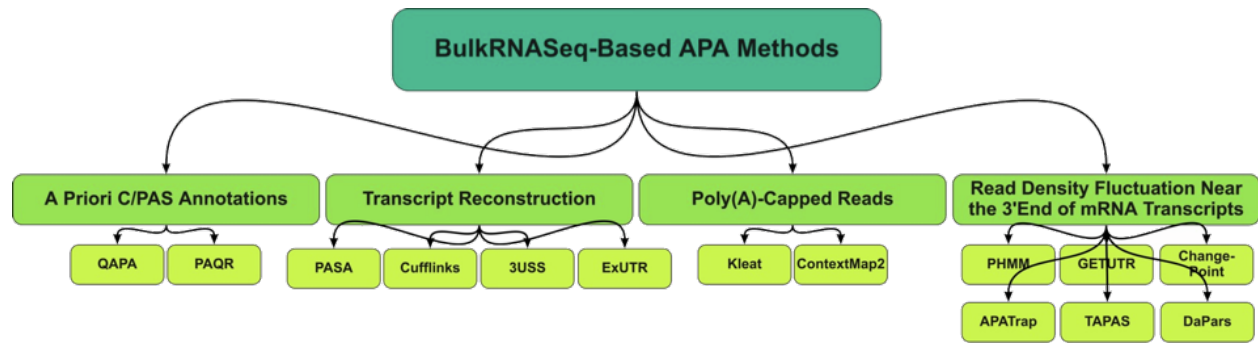 BulkRNASeq-Based APA Methods
A Priori C/PAS Annotations
Transcript Reconstruction
Poly(A)-Capped Reads
Read Density Fluctuation Near
the 3'End of mRNA Transcripts
QAPA
PAQR
PASA
Cufflinks
3USS
ExUTR
Kleat
ContextMap2
PHMM
GETUTR
Change-
Point
APATrap
TAPAS
DaPars